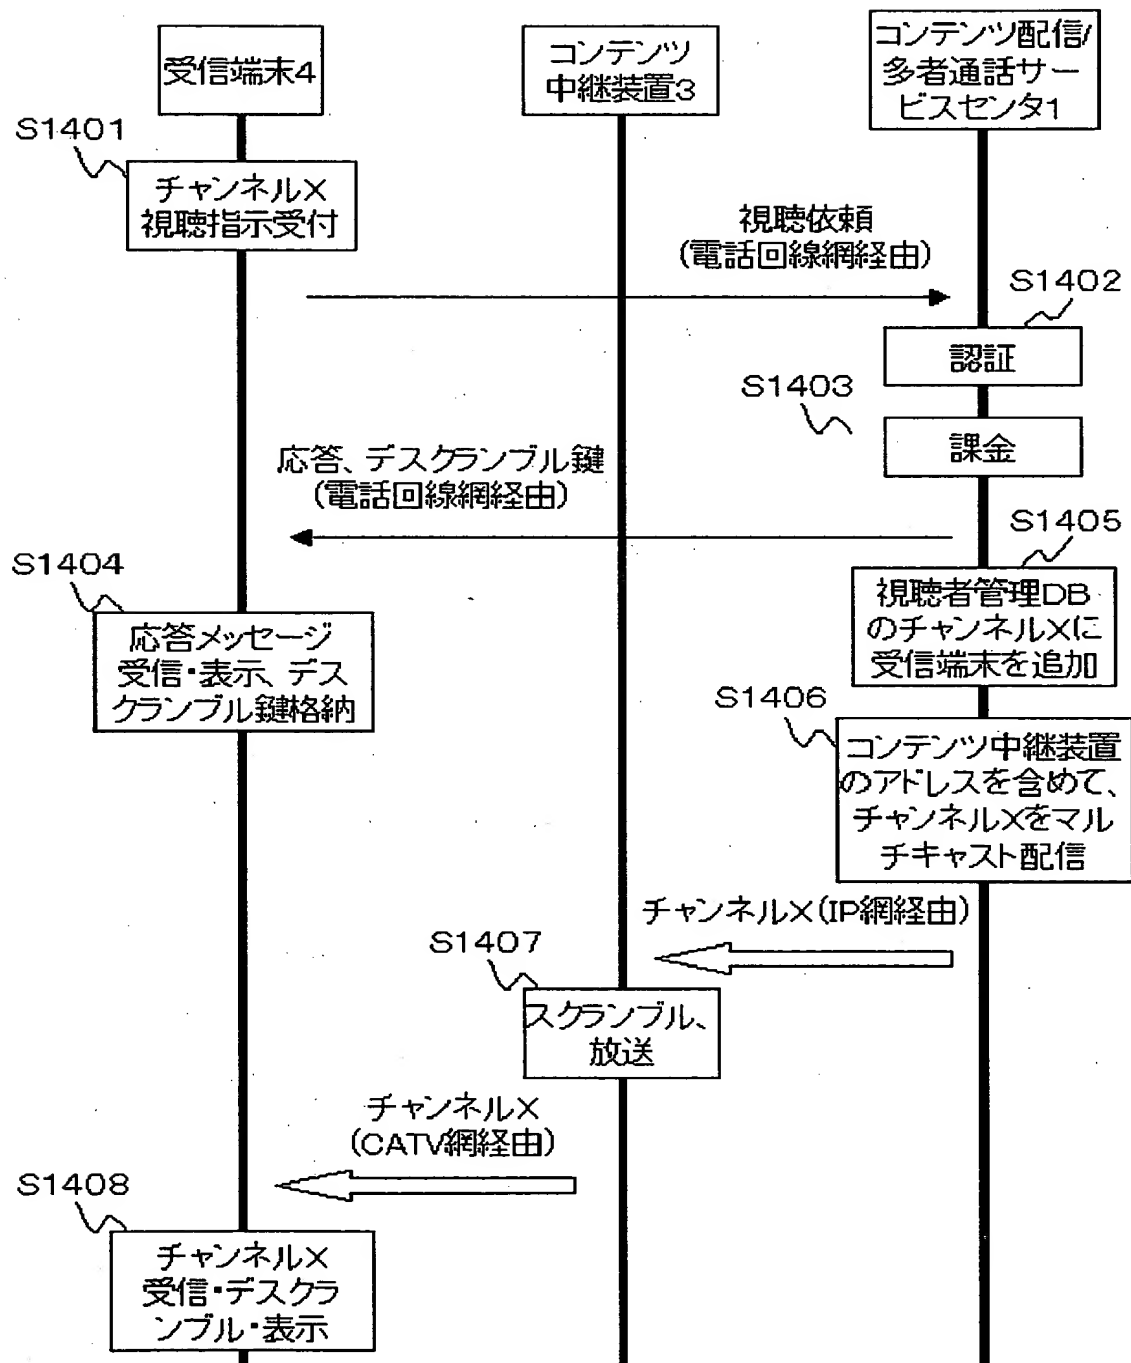 受信端末4
コンテンツ
中継装置3
コンテンツ配信/
多者通話サー
ビスセンタ1
S1401
チャンネルX
視聴指示受付
視聴依頼
(電話回線網経由)
S1402
認証
S1403
課金
応答、デスクランブル鍵
(電話回線網経由)
S1405
視聴者管理DB
のチャンネルXに
受信端末を追加
S1404
応答メッセージ
受信・表示、デス
クランブル鍵格納
S1406
コンテンツ中継装置
のアドレスを含めて、
チャンネルXをマル
チキャスト配信
チャンネルX(IP網経由)
S1407
スクランブル、
放送
チャンネルX
(CATV網経由)
S1408
チャンネルX
受信・デスクラ
ンブル・表示